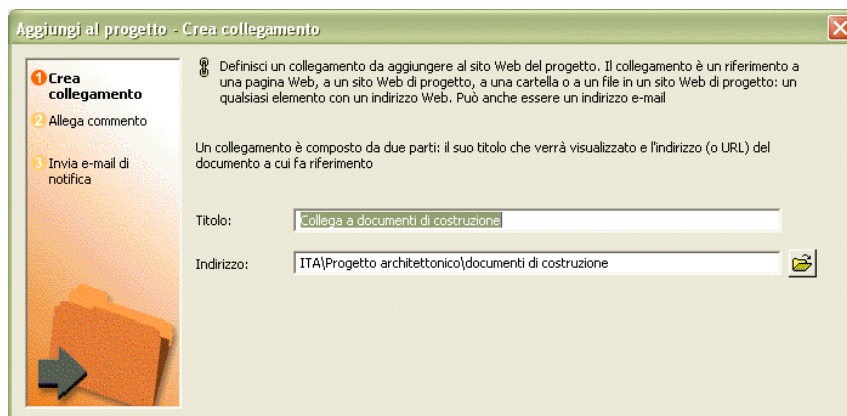 Aggiungi al progetto - Crea collegamento
1 Crea
collegamento
2 Allega commento
3 Invia e-mail di
notifica
Definisci un collegamento da aggiungere al sito Web del progetto. Il collegamento è un riferimento a
una pagina Web, a un sito Web di progetto, a una cartella o a un file in un sito Web di progetto: un
qualsiasi elemento con un indirizzo Web. Può anche essere un indirizzo e-mail
Un collegamento è composto da due parti: il suo titolo che verrà visualizzato e l'indirizzo (o URL) del
documento a cui fa riferimento
Titolo: Collega a documenti di costruzione
Indirizzo: ITA\Progetto architettonico\documenti di costruzione